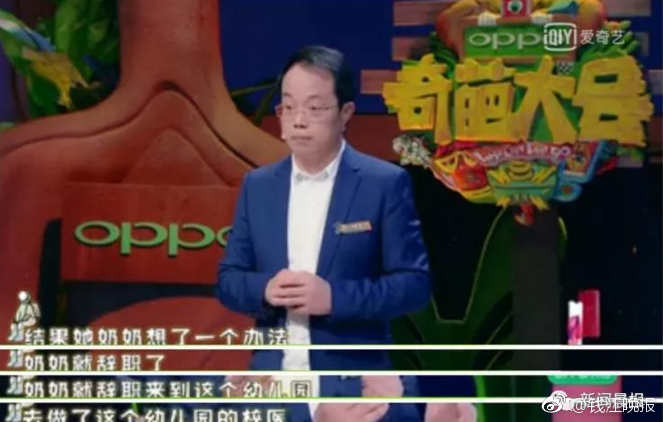 OPPO
iQIYI 爱奇艺
奇葩大会
OPPO
结果她奶奶想了一个办法
奶奶就辞职了
奶奶就辞职来到这个幼儿园
去做了这个幼儿园的校医
新闻晨报
@钱江晚报